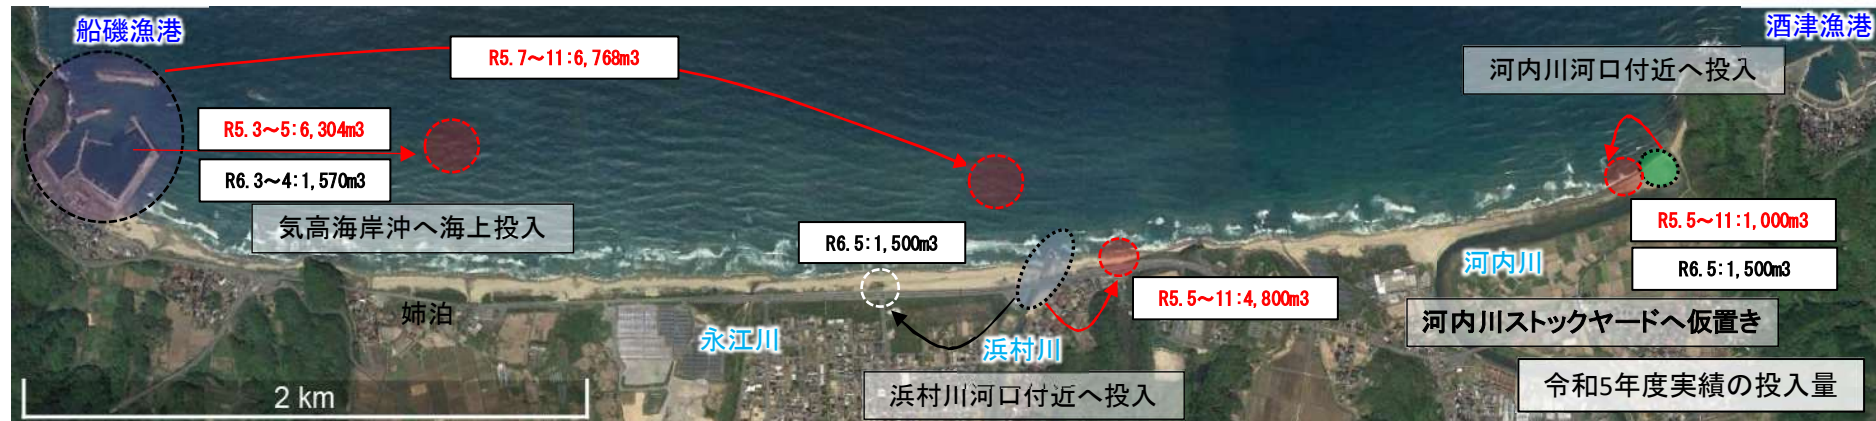 船磯漁港
酒津漁港
R5.7～11:6,768m3
河内川河口付近へ投入
R5.3～5:6,304m3
R6.3～4:1,570m3
気高海岸沖へ海上投入
R6.5:1,500m3
R5.5～11:1,000m3
R6.5:1,500m3
河内川
R5.5～11:4,800m3
姉泊
永江川
浜村川
河内川ストックヤードへ仮置き
浜村川河口付近へ投入
令和5年度実績の投入量
2 km